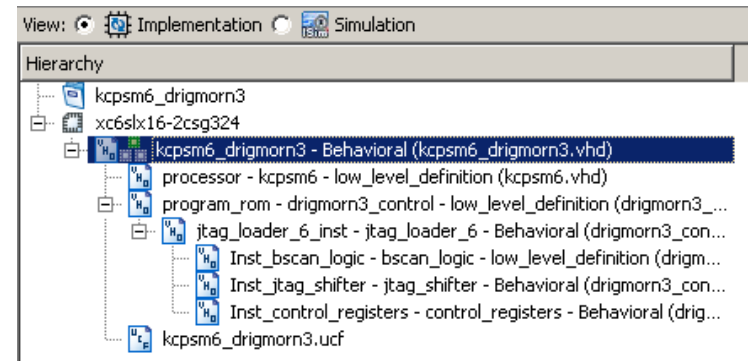 View: Implementation Simulation
Hierarchy
kcpsm6_drigmorn3
xc6slx16-2csg324
kcpsm6_drigmorn3 - Behavioral (kcpsm6_drigmorn3.vhd)
processor - kcpsm6 - low_level_definition (kcpsm6.vhd)
program_rom - drigmorn3_control - low_level_definition (drigmorn3_...
jtag_loader_6_inst - jtag_loader_6 - Behavioral (drigmorn3_con...
Inst_bscan_logic - bscan_logic - low_level_definition (drigm...
Inst_jtag_shifter - jtag_shifter - Behavioral (drigmorn3_con...
Inst_control_registers - control_registers - Behavioral (drig...
kcpsm6_drigmorn3.ucf